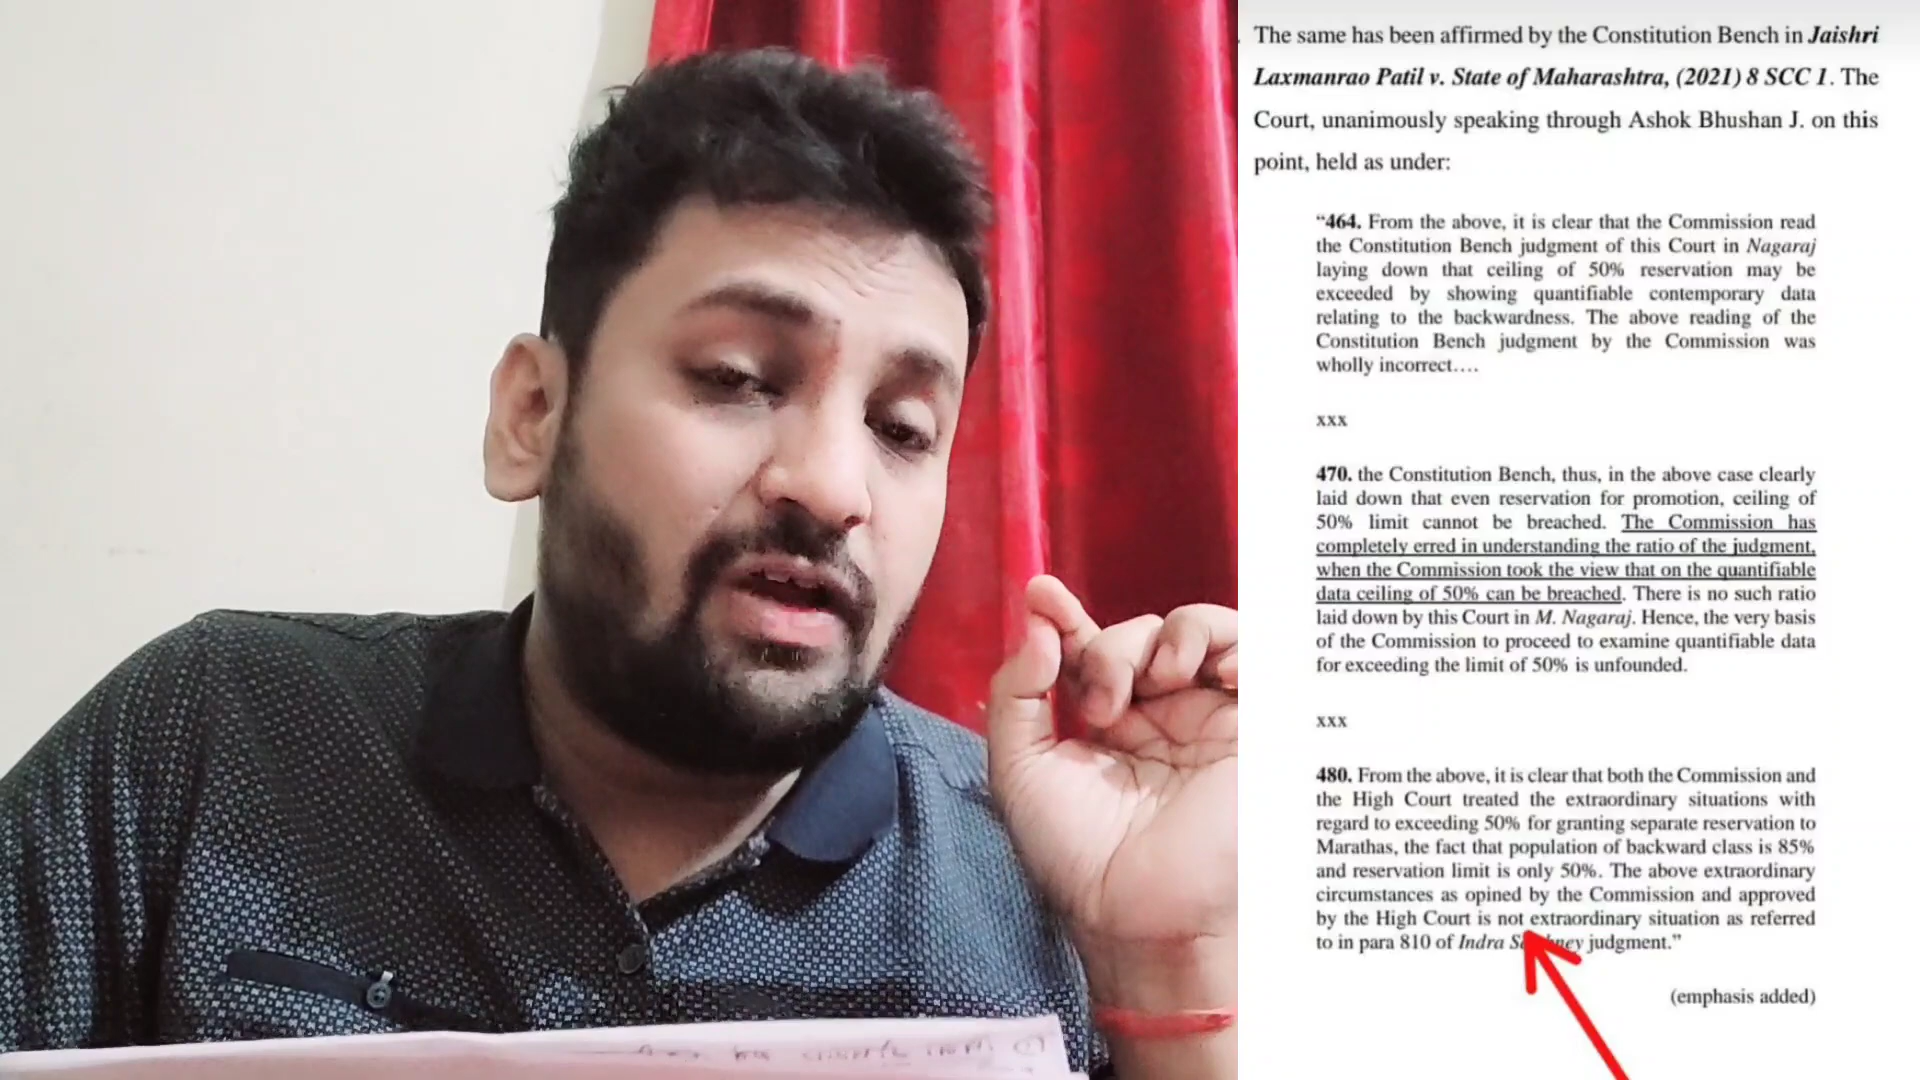 The same has been affirmed by the Constitution Bench in Jaishri
Laxmanrao Patil v. State of Maharashtra, (2021) 8 SCC 1. The
Court, unanimously speaking through Ashok Bhushan J. on this
point, held as under:
“464. From the above, it is clear that the Commission read
the Constitution Bench judgment of this Court in Nagaraj
laying down that ceiling of 50% reservation may be
exceeded by showing quantifiable contemporary data
relating to the backwardness. The above reading of the
Constitution Bench judgment by the Commission was
wholly incorrect….
xxx
470. the Constitution Bench, thus, in the above case clearly
laid down that even reservation for promotion, ceiling of
50% limit cannot be breached. The Commission has
completely erred in understanding the ratio of the judgment,
when the Commission took the view that on the quantifiable
data ceiling of 50% can be breached. There is no such ratio
laid down by this Court in M. Nagaraj. Hence, the very basis
of the Commission to proceed to examine quantifiable data
for exceeding the limit of 50% is unfounded.
xxx
480. From the above, it is clear that both the Commission and
the High Court treated the extraordinary situations with
regard to exceeding 50% for granting separate reservation to
Marathas, the fact that population of backward class is 85%
and reservation limit is only 50%. The above extraordinary
circumstances as opined by the Commission and approved
by the High Court is not extraordinary situation as referred
to in para 810 of Indra judgment.”
(emphasis added)